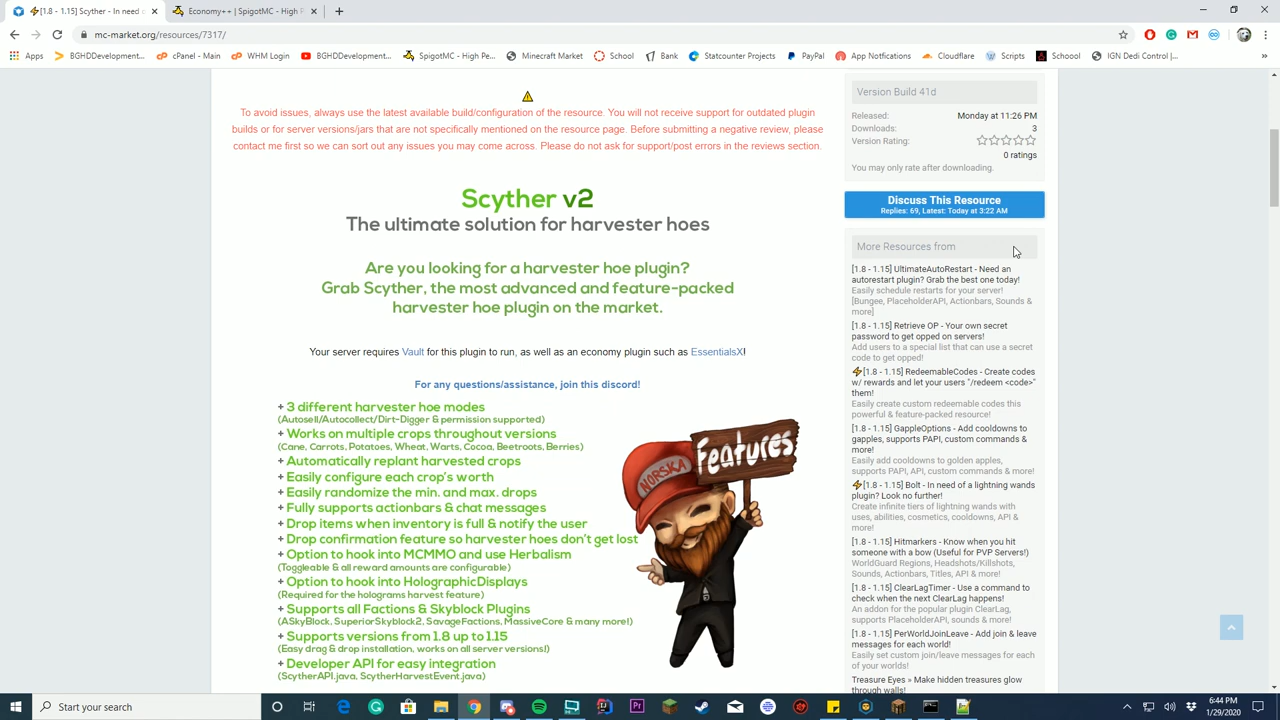 ⚡[1.8 - 1.15] Scyther - In need o
Economy++ | SpigotMC - High P
mc-market.org/resources/7317/
Apps
BGHDDevelopment...
cPanel - Main
WHM Login
BGHDDevelopment...
SpigotMC - High Pe...
Minecraft Market
School
Bank
Statcounter Projects
PayPal
App Notfications
Cloudflare
Scripts
Schoool
IGN Dedi Control |...
»
To avoid issues, always use the latest available build/configuration of the resource. You will not receive support for outdated plugin
builds or for server versions/jars that are not specifically mentioned on the resource page. Before submitting a negative review, please
contact me first so we can sort out any issues you may come across. Please do not ask for support/post errors in the reviews section.
Scyther v2
The ultimate solution for harvester hoes
Are you looking for a harvester hoe plugin?
Grab Scyther, the most advanced and feature-packed
harvester hoe plugin on the market.
Your server requires Vault for this plugin to run, as well as an economy plugin such as EssentialsX!
For any questions/assistance, join this discord!
+ 3 different harvester hoe modes
(Autosell/Autocollect/Dirt-Digger & permission supported)
+ Works on multiple crops throughout versions
(Cane, Carrots, Potatoes, Wheat, Warts, Cocoa, Beetroots, Berries)
+ Automatically replant harvested crops
+ Easily configure each crop's worth
+ Easily randomize the min. and max. drops
+ Fully supports actionbars & chat messages
+ Drop items when inventory is full & notify the user
+ Drop confirmation feature so harvester hoes don't get lost
+ Option to hook into MCMMO and use Herbalism
(Toggleable & all reward amounts are configurable)
+ Option to hook into HolographicDisplays
(Required for the holograms harvest feature)
+ Supports all Factions & Skyblock Plugins
(ASkyBlock, SuperiorSkyblock2, SavageFactions, MassiveCore & many more!)
+ Supports versions from 1.8 up to 1.15
(Easy drag & drop installation, works on all server versions!)
+ Developer API for easy integration
(ScytherAPI.java, ScytherHarvestEvent.java)
Features
NORSKA
Version Build 41d
Released: Monday at 11:26 PM
Downloads: 3
Version Rating:
0 ratings
You may only rate after downloading.
Discuss This Resource
Replies: 69, Latest: Today at 3:22 AM
More Resources from
[1.8 - 1.15] UltimateAutoRestart - Need an
autorestart plugin? Grab the best one today!
Easily schedule restarts for your server!
[Bungee, PlaceholderAPI, Actionbars, Sounds &
more]
[1.8 - 1.15] Retrieve OP - Your own secret
password to get opped on servers!
Add users to a special list that can use a secret
code to get opped!
⚡[1.8 - 1.15] RedeemableCodes - Create codes
w/ rewards and let your users "/redeem <code>"
them!
Easily create custom redeemable codes this
powerful & feature-packed resource!
[1.8 - 1.15] GappleOptions - Add cooldowns to
gapples, supports PAPI, custom commands &
more!
Easily add cooldowns to golden apples,
supports PAPI, API, custom commands & more!
⚡[1.8 - 1.15] Bolt - In need of a lightning wands
plugin? Look no further!
Create infinite tiers of lightning wands with
uses, abilities, cosmetics, cooldowns, API &
more!
[1.8 - 1.15] Hitmarkers - Know when you hit
someone with a bow (Useful for PVP Servers!)
WorldGuard Regions, Headshots/Killshots,
Sounds, Actionbars, Titles, API & more!
[1.8 - 1.15] ClearLagTimer - Use a command to
check when the next ClearLag happens!
An addon for the popular plugin ClearLag,
supports PlaceholderAPI, sounds & more!
[1.8 - 1.15] PerWorldJoinLeave - Add join & leave
messages for each world!
Easily set custom join/leave messages for each
of your worlds!
Treasure Eyes » Make hidden treasures glow
through walls!
Start your search
6:44 PM
1/29/2020